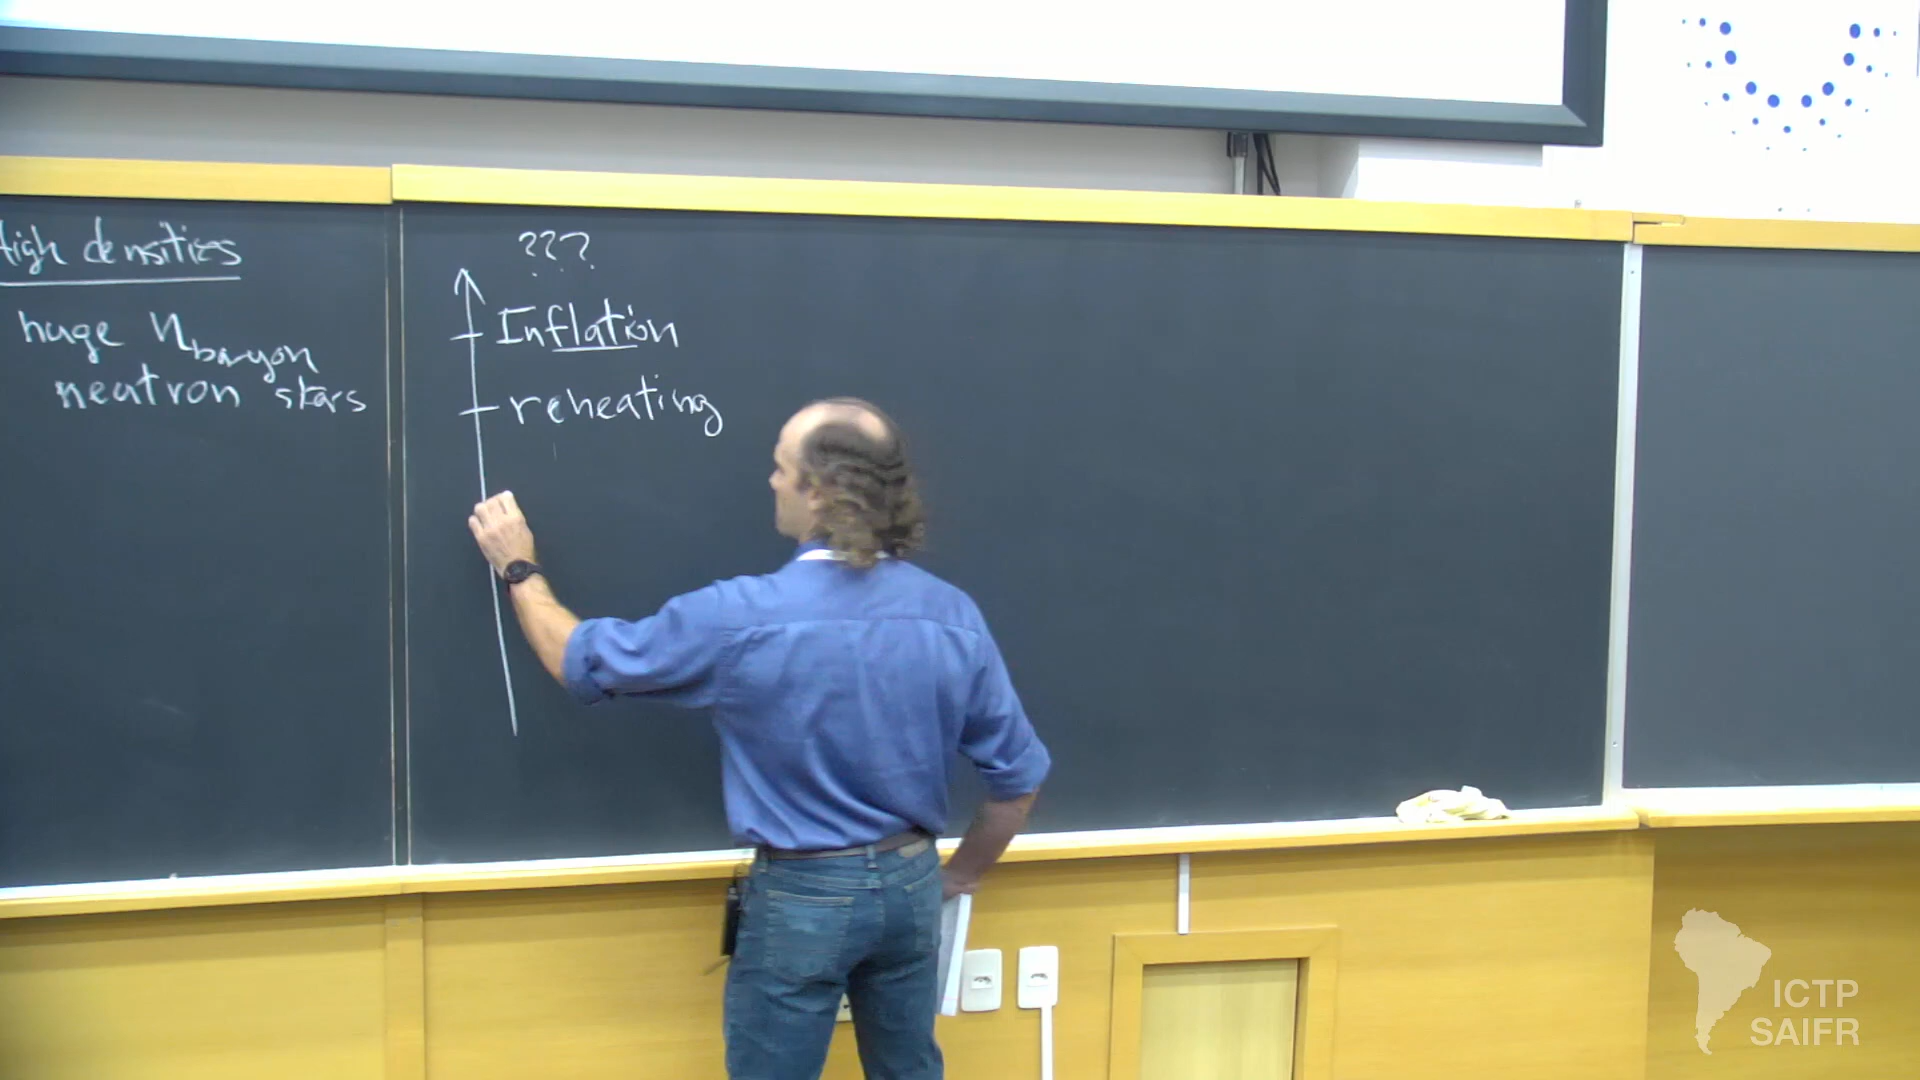 High densities
huge n_baryon
neutron stars
???
Inflation
reheating
ICTP
SAIFR